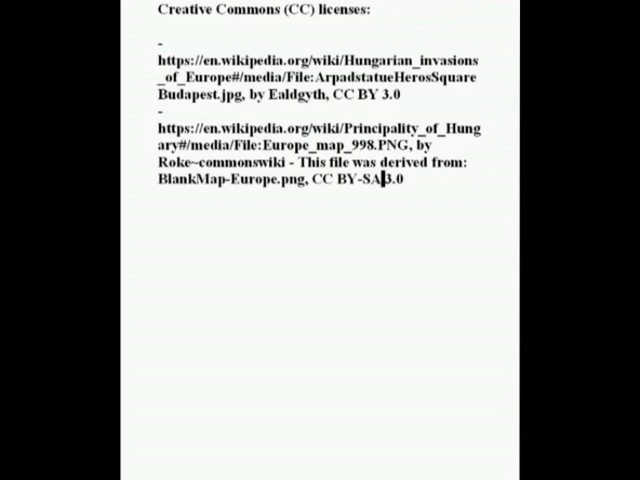 Creative Commons (CC) licenses:
-
https://en.wikipedia.org/wiki/Hungarian_invasions
_of_Europe#/media/File:ArpadstatueHerosSquare
Budapest.jpg, by Ealdgyth, CC BY 3.0
-
https://en.wikipedia.org/wiki/Principality_of_Hung
ary#/media/File:Europe_map_998.PNG, by
Roke~commonswiki - This file was derived from:
BlankMap-Europe.png, CC BY-SA 3.0